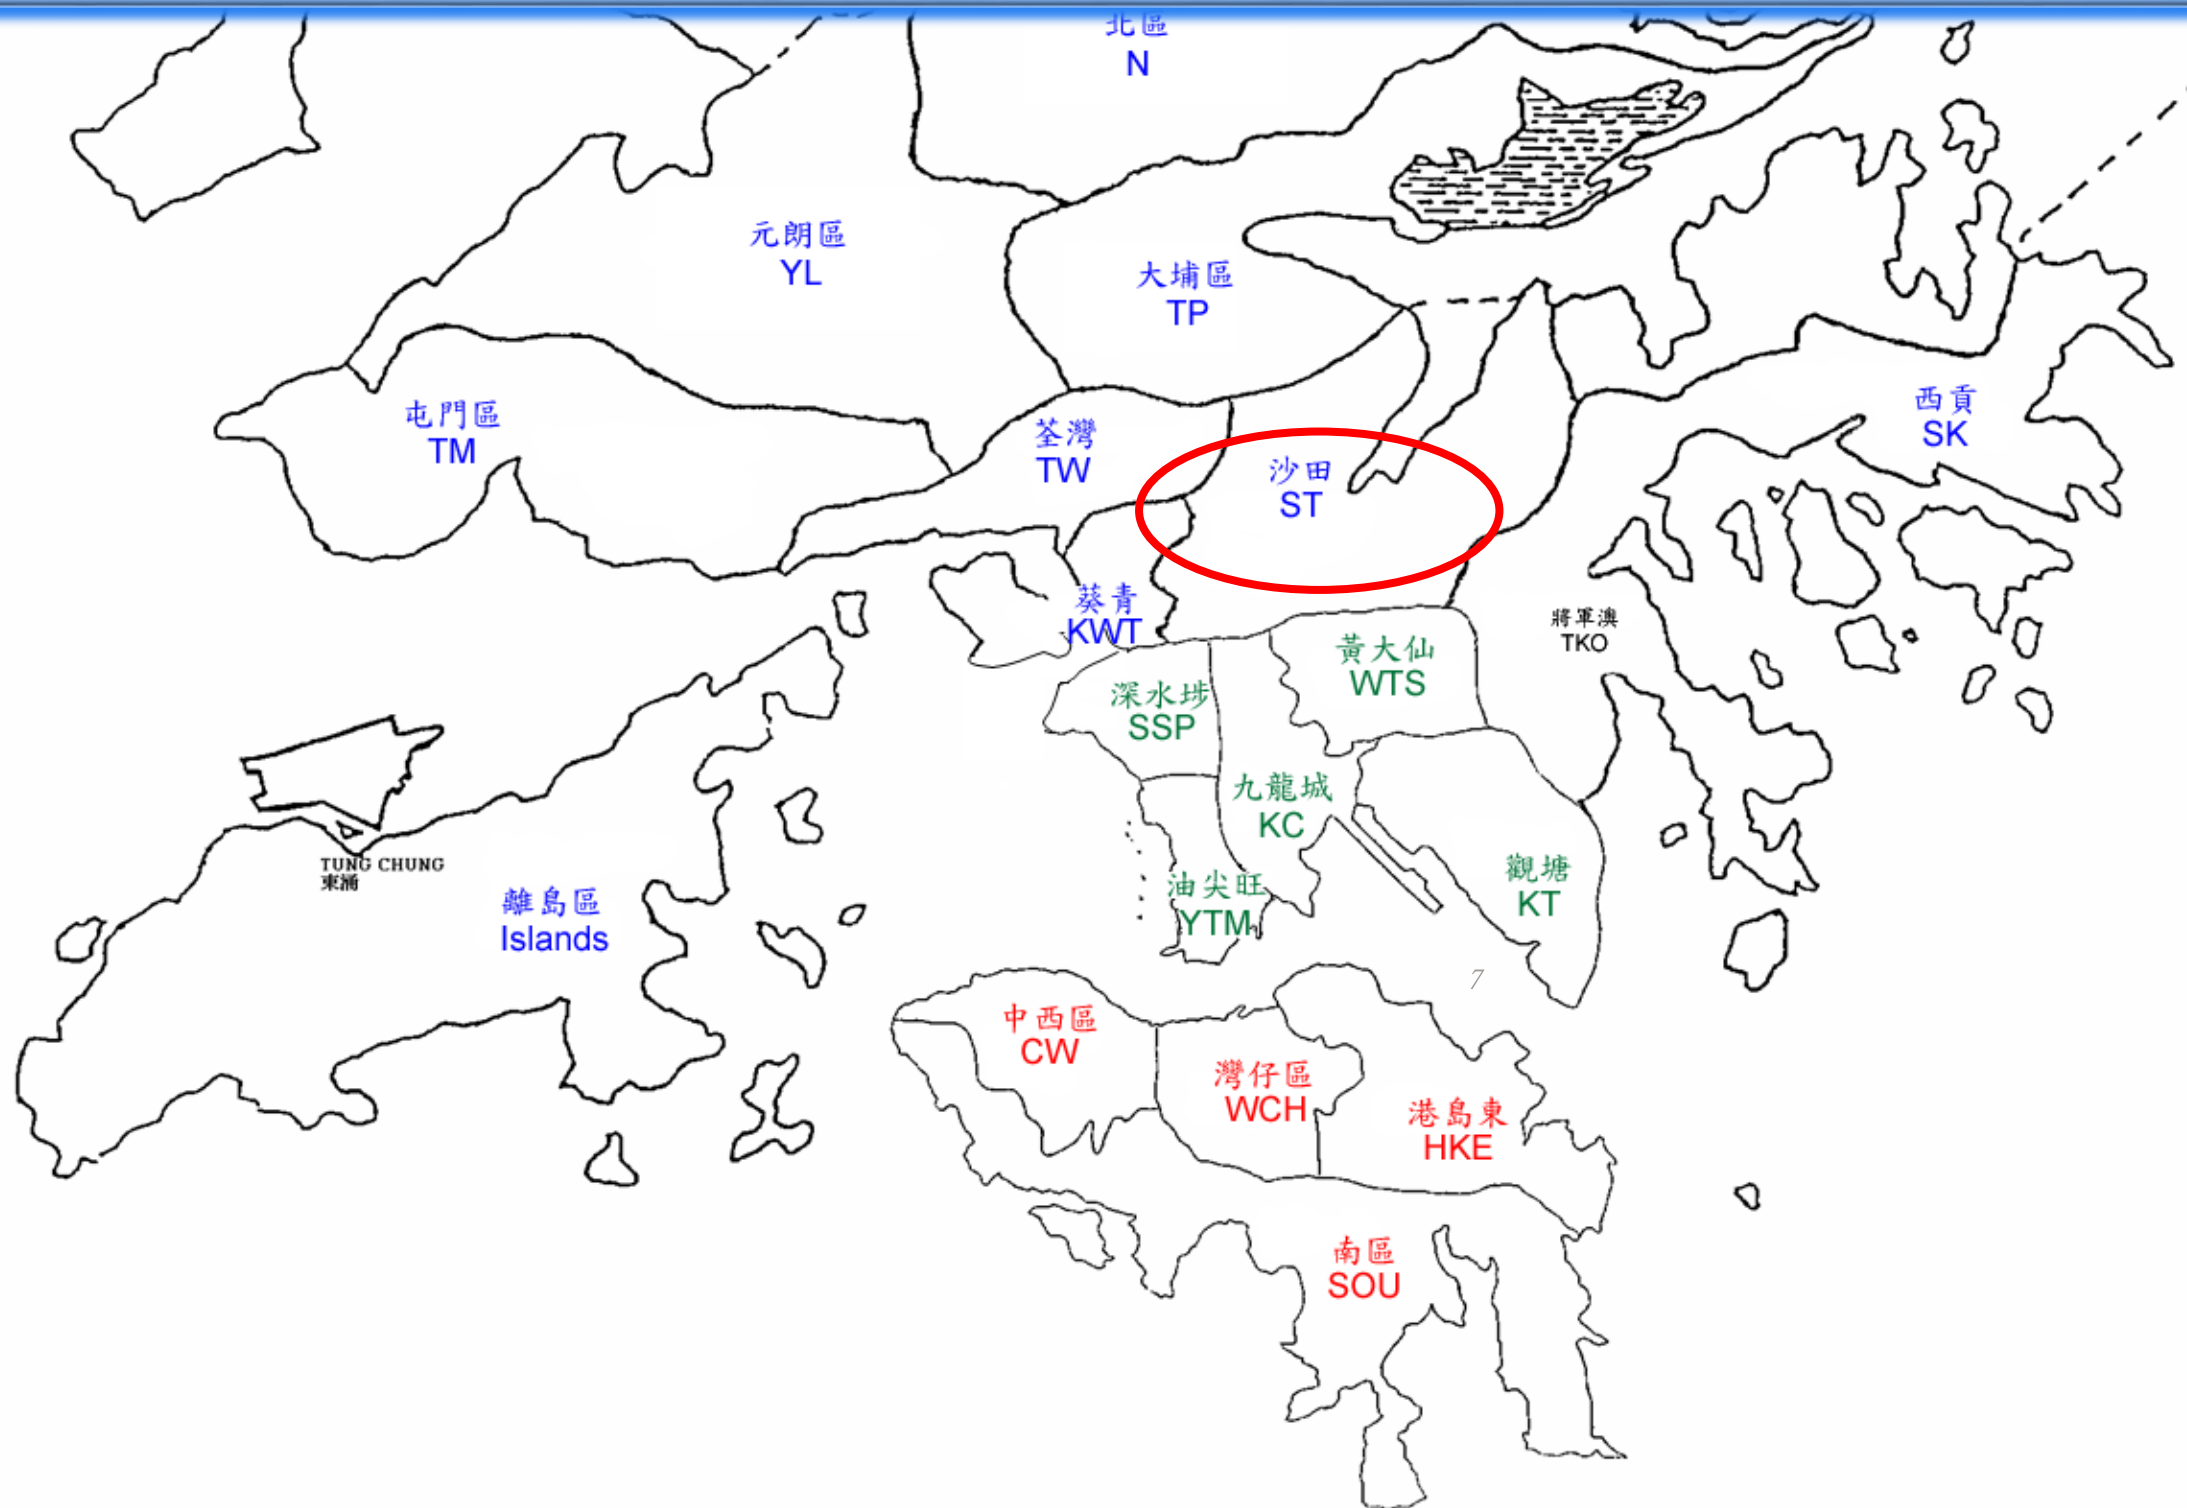 北區
N
元朗區
YL
大埔區
TP
屯門區
TM
荃灣
TW
沙田
ST
西貢
SK
葵青
KWT
將軍澳
TKO
黃大仙
WTS
深水埗
SSP
九龍城
KC
TUNG CHUNG
東涌
離島區
Islands
油尖旺
YTM
觀塘
KT
7
中西區
CW
灣仔區
WCH
港島東
HKE
南區
SOU